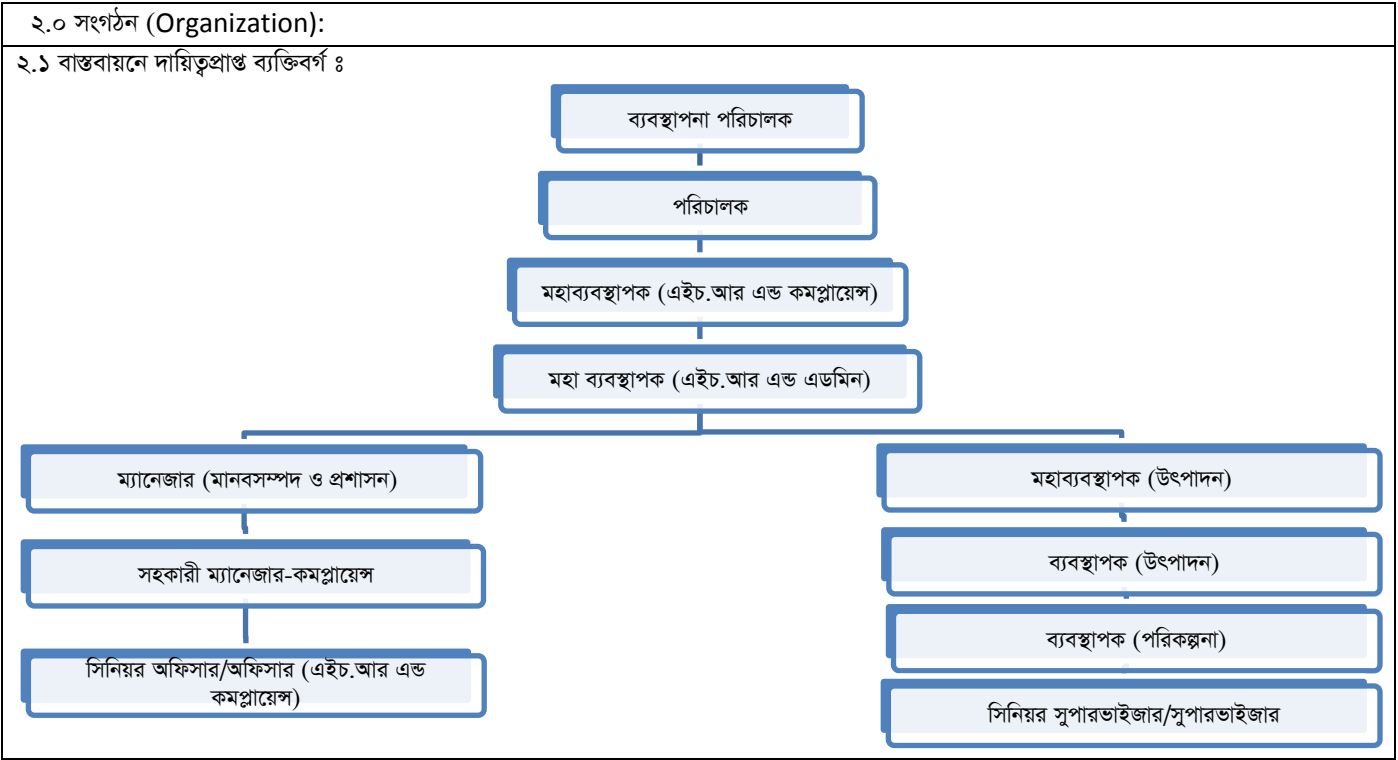 ২.০ সংগঠন (Organization):
২.১ বাস্তবায়নে দায়িত্বপ্রাপ্ত ব্যক্তিবর্গ ঃ
ব্যবস্থাপনা পরিচালক
পরিচালক
মহাব্যবস্থাপক (এইচ.আর এন্ড কমপ্লায়েন্স)
মহা ব্যবস্থাপক (এইচ.আর এন্ড এডমিন)
ম্যানেজার (মানবসম্পদ ও প্রশাসন)
সহকারী ম্যানেজার-কমপ্লায়েন্স
সিনিয়র অফিসার/অফিসার (এইচ.আর এন্ড
কমপ্লায়েন্স)
মহাব্যবস্থাপক (উৎপাদন)
ব্যবস্থাপক (উৎপাদন)
ব্যবস্থাপক (পরিকল্পনা)
সিনিয়র সুপারভাইজার/সুপারভাইজার